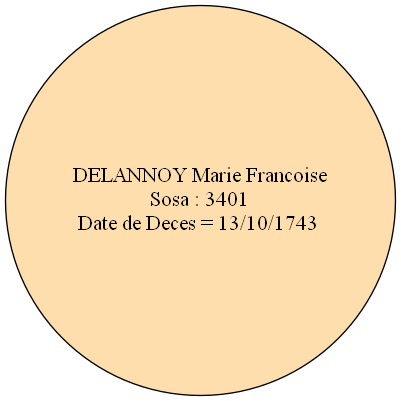 DELANNOY Marie Francoise
Sosa : 3401
Date de Deces = 13/10/1743